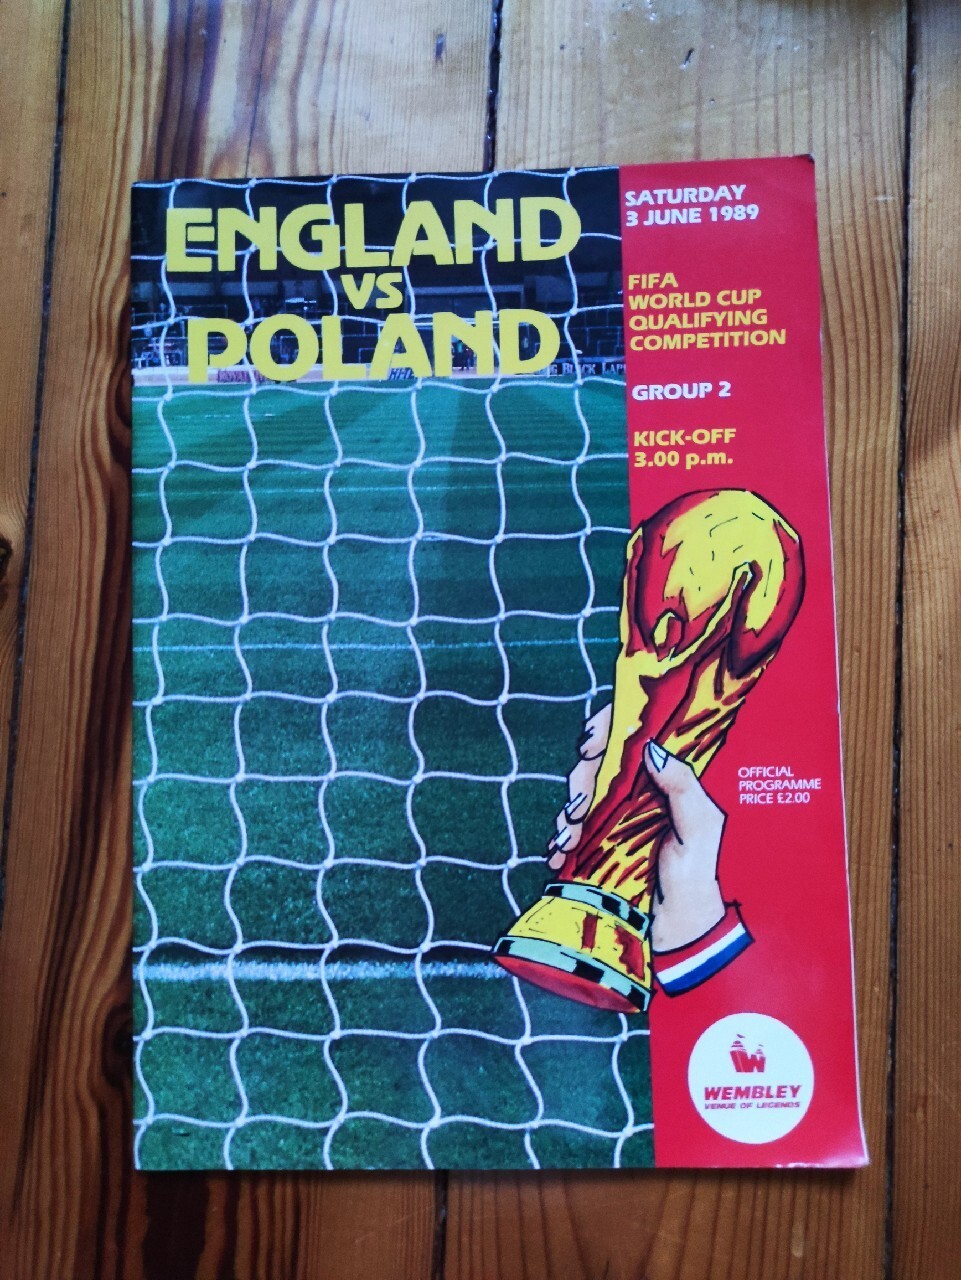 ENGLAND
VS
POLAND
SATURDAY
3 JUNE 1989
FIFA
WORLD CUP
QUALIFYING
COMPETITION
GROUP 2
KICK-OFF
3.00 p.m.
OFFICIAL
PROGRAMME
PRICE £2.00
WEMBLEY
VENUE OF LEGENDS